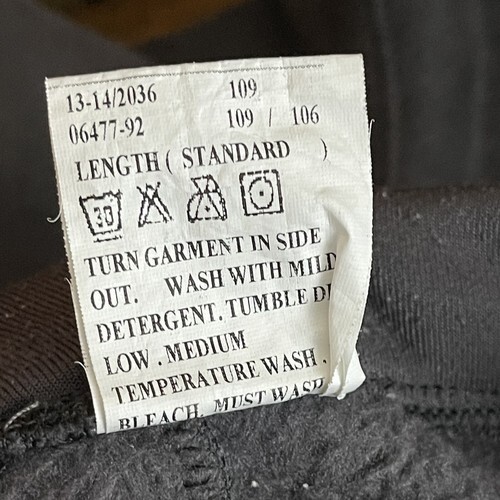 13-14/2036 109
06477-92 109 / 106
LENGTH ( STANDARD )
30
TURN GARMENT IN SIDE
OUT. WASH WITH MILD
DETERGENT. TUMBLE
LOW . MEDIUM
TEMPERATURE WASH .
BLEACH. MUST WASH